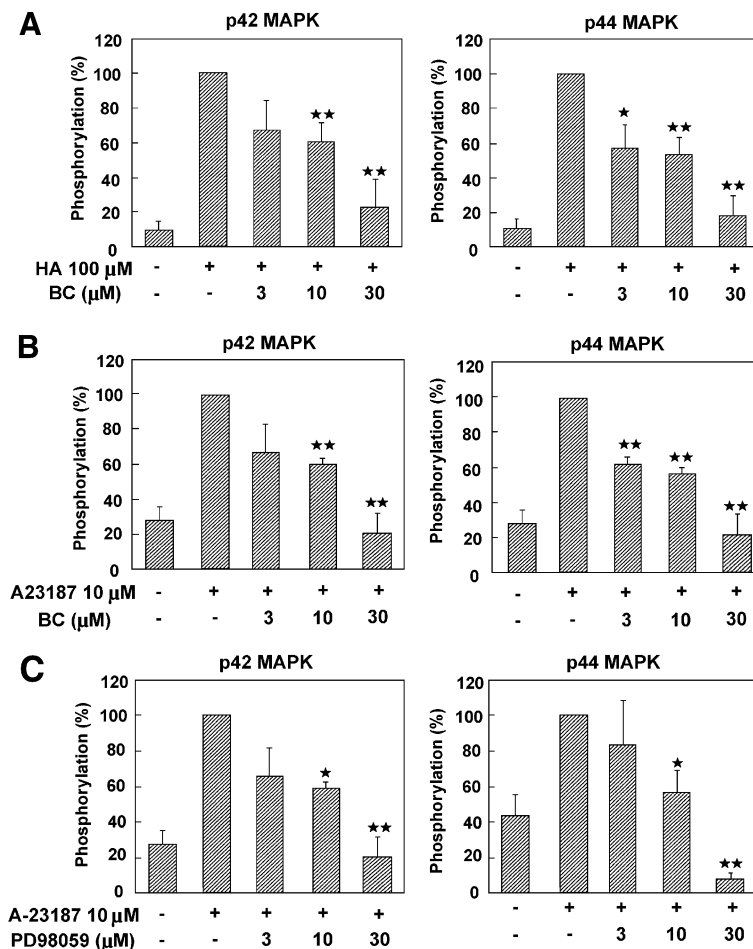 A
p42 MAPK
p44 MAPK
Phosphorylation (%)
120
100
80
60
40
20
0
★★
★★
Phosphorylation (%)
120
100
80
60
40
20
0
★
★★
★★
HA 100 µM - + + + + - + + + +
BC (µM) - - 3 10 30 - - 3 10 30
B
p42 MAPK
p44 MAPK
Phosphorylation (%)
120
100
80
60
40
20
0
★★
★★
Phosphorylation (%)
120
100
80
60
40
20
0
★★
★★
★★
A23187 10 µM - + + + + - + + + +
BC (µM) - - 3 10 30 - - 3 10 30
C
p42 MAPK
p44 MAPK
Phosphorylation (%)
120
100
80
60
40
20
0
★
★★
Phosphorylation (%)
120
100
80
60
40
20
0
★
★★
A-23187 10 µM - + + + + - + + + +
PD98059 (µM) - - 3 10 30 - - 3 10 30